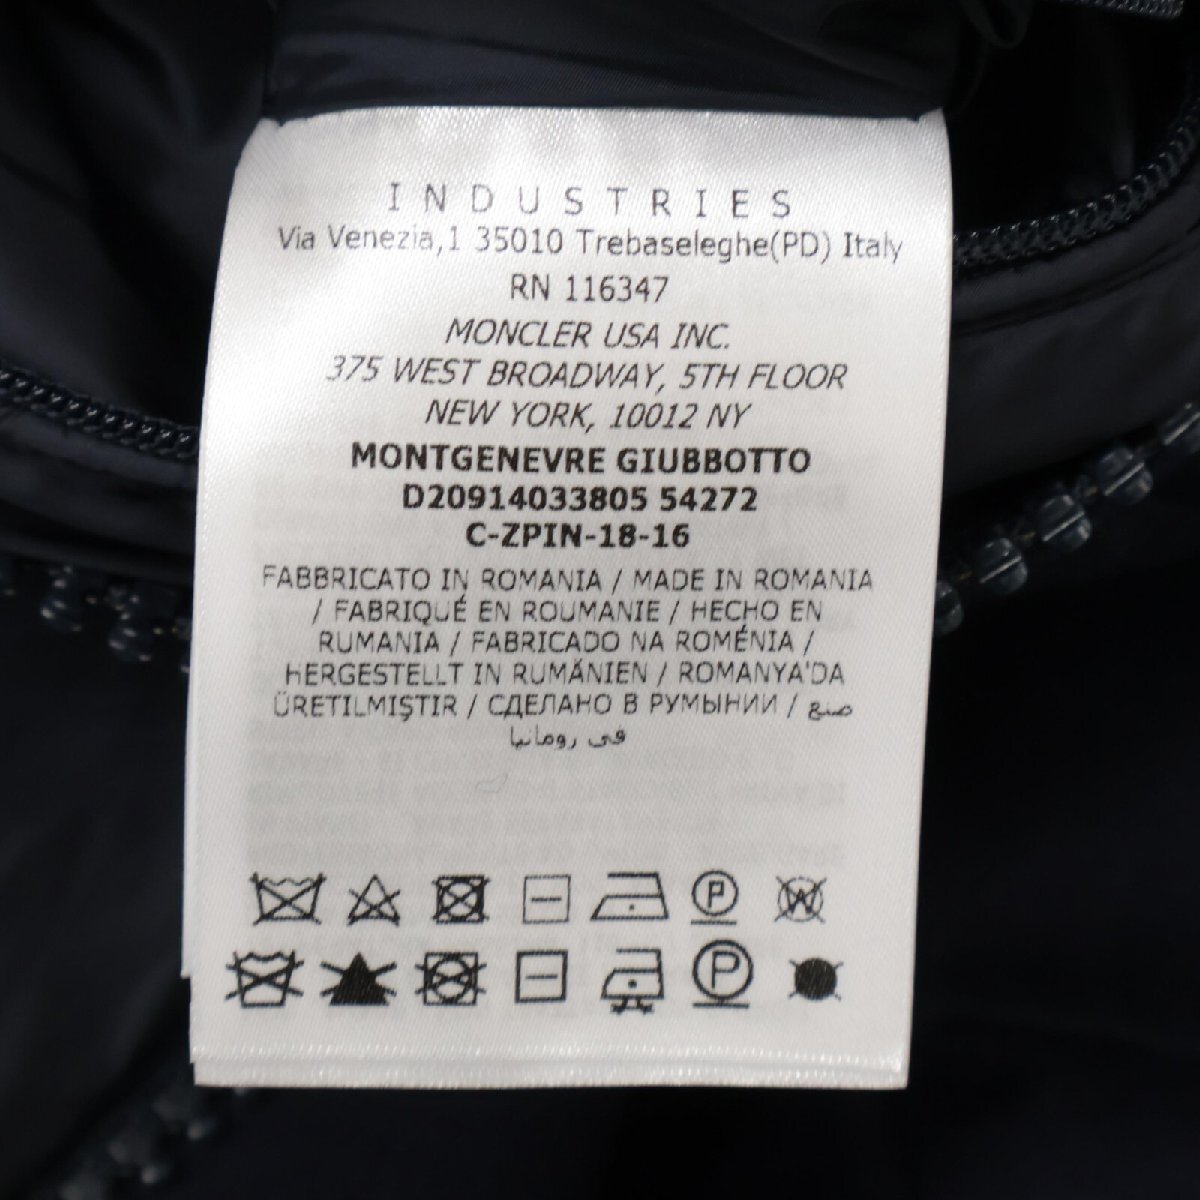 INDUSTRIES
Via Venezia,1 35010 Trebaseleghe(PD) Italy
RN 116347
MONCLER USA INC.
375 WEST BROADWAY, 5TH FLOOR
NEW YORK, 10012 NY
MONTGENEVRE GIUBBOTTO
D20914033805 54272
C-ZPIN-18-16
FABBRICATO IN ROMANIA / MADE IN ROMANIA
/ FABRIQUÉ EN ROUMANIE / HECHO EN
RUMANIA / FABRICADO NA ROMÉNIA /
HERGESTELLT IN RUMÄNIEN / ROMANYA'DA
ÜRETILMIŞTIR / СДЕЛАНО В РУМЫНИИ / صنع
في رومانيا
P W
P